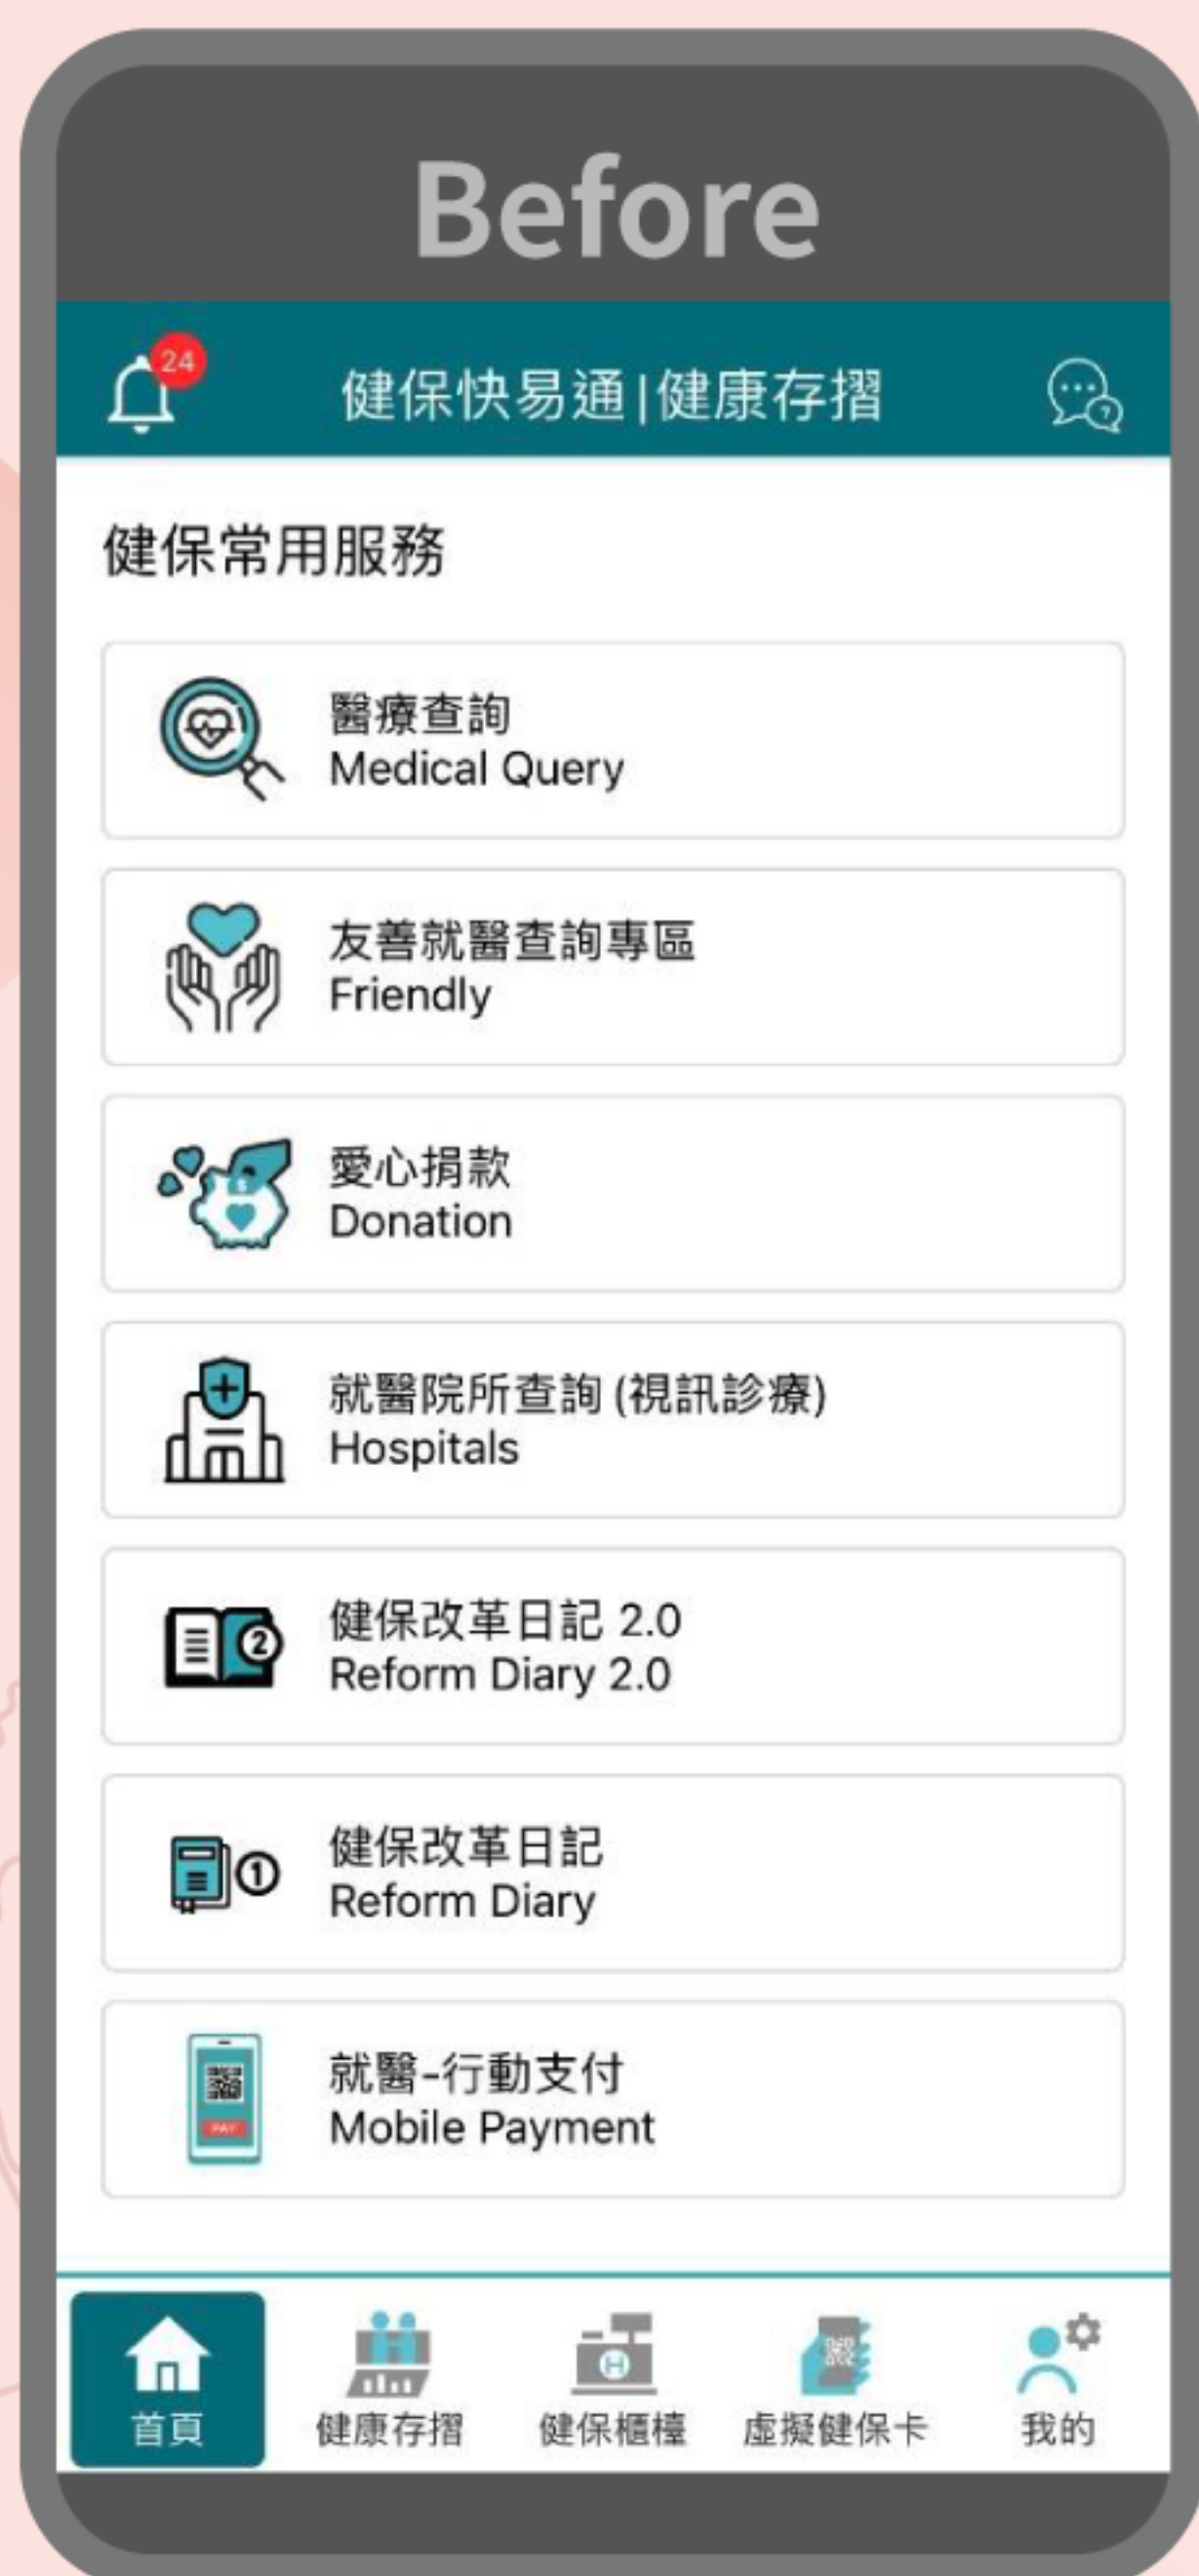 Before
24
健保快易通|健康存摺
健保常用服務
醫療查詢
Medical Query
友善就醫查詢專區
Friendly
愛心捐款
Donation
就醫院所查詢 (視訊診療)
Hospitals
2
健保改革日記 2.0
Reform Diary 2.0
1
健保改革日記
Reform Diary
PAY
就醫-行動支付
Mobile Payment
H
首頁
健康存摺
健保櫃檯
虛擬健保卡
我的